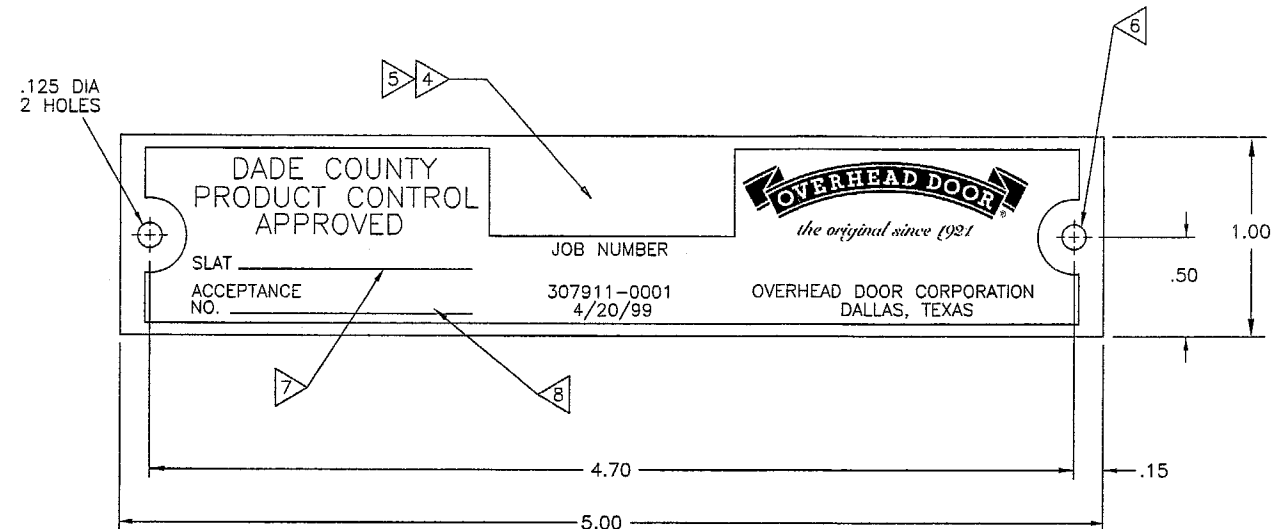 6
.125 DIA
2 HOLES
5 4
DADE COUNTY
PRODUCT CONTROL
APPROVED
SLAT
ACCEPTANCE
NO.
JOB NUMBER
307911-0001
4/20/99
OVERHEAD DOOR
®
the original since 1921
OVERHEAD DOOR CORPORATION
DALLAS, TEXAS
1.00
.50
7
8
4.70
.15
5.00